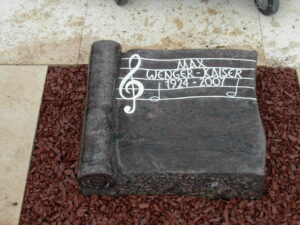 MAX
WENGER-KAISER
1924-2007